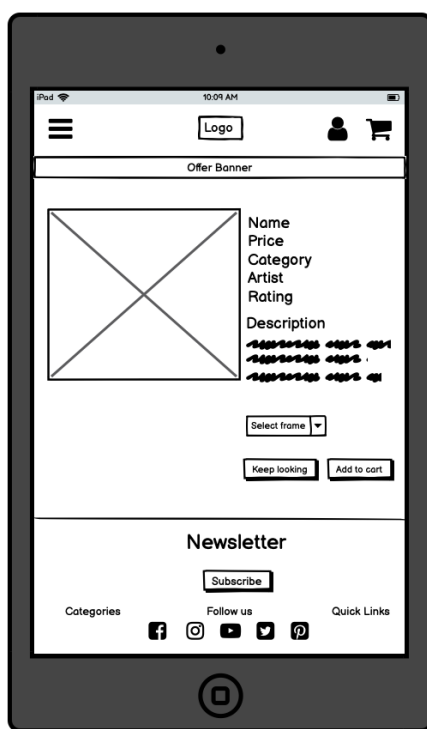 iPad 10:09 AM
Logo
Offer Banner
Name
Price
Category
Artist
Rating
Description
Select frame
Keep looking Add to cart
Newsletter
Subscribe
Categories Follow us Quick Links